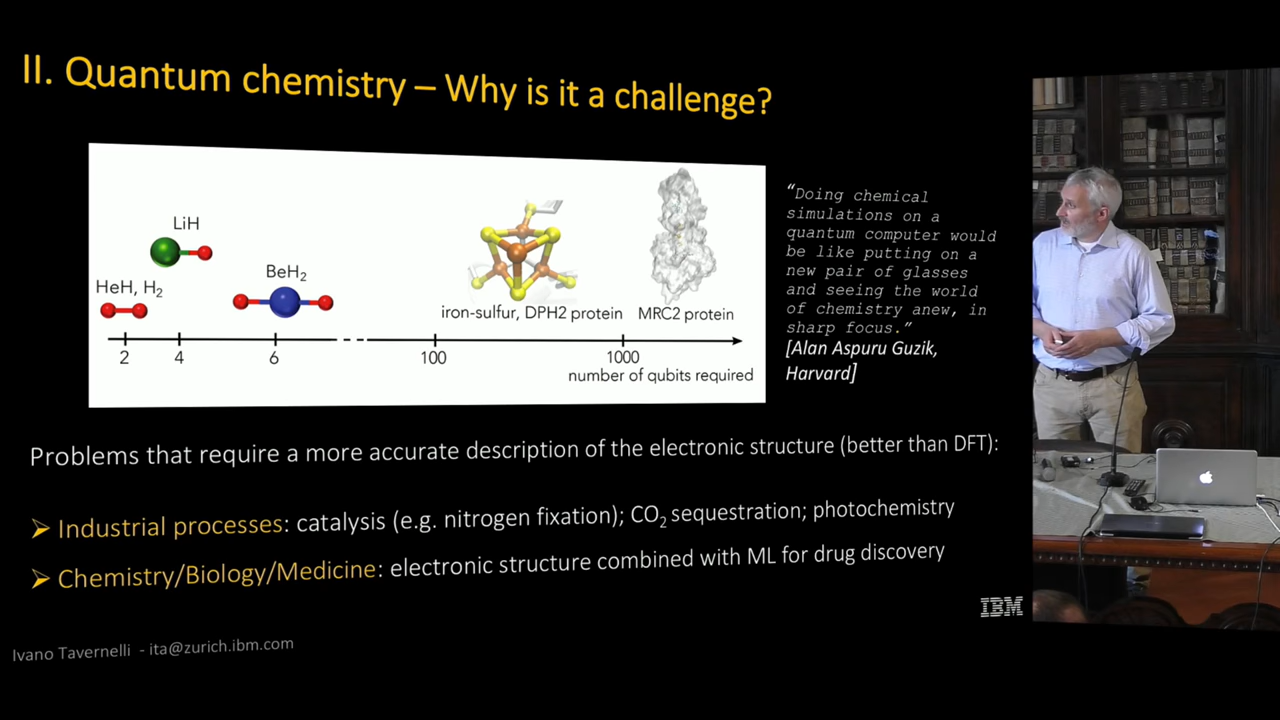 II. Quantum chemistry – Why is it a challenge?
LiH
HeH, H₂
BeH₂
iron-sulfur, DPH2 protein
MRC2 protein
2
4
6
100
1000
number of qubits required
“Doing chemical
simulations on a
quantum computer would
be like putting on a
new pair of glasses
and seeing the world
of chemistry anew, in
sharp focus.”
[Alan Aspuru Guzik,
Harvard]
Problems that require a more accurate description of the electronic structure (better than DFT):
➢ Industrial processes: catalysis (e.g. nitrogen fixation); CO₂ sequestration; photochemistry
➢ Chemistry/Biology/Medicine: electronic structure combined with ML for drug discovery
IBM
Ivano Tavernelli - ita@zurich.ibm.com